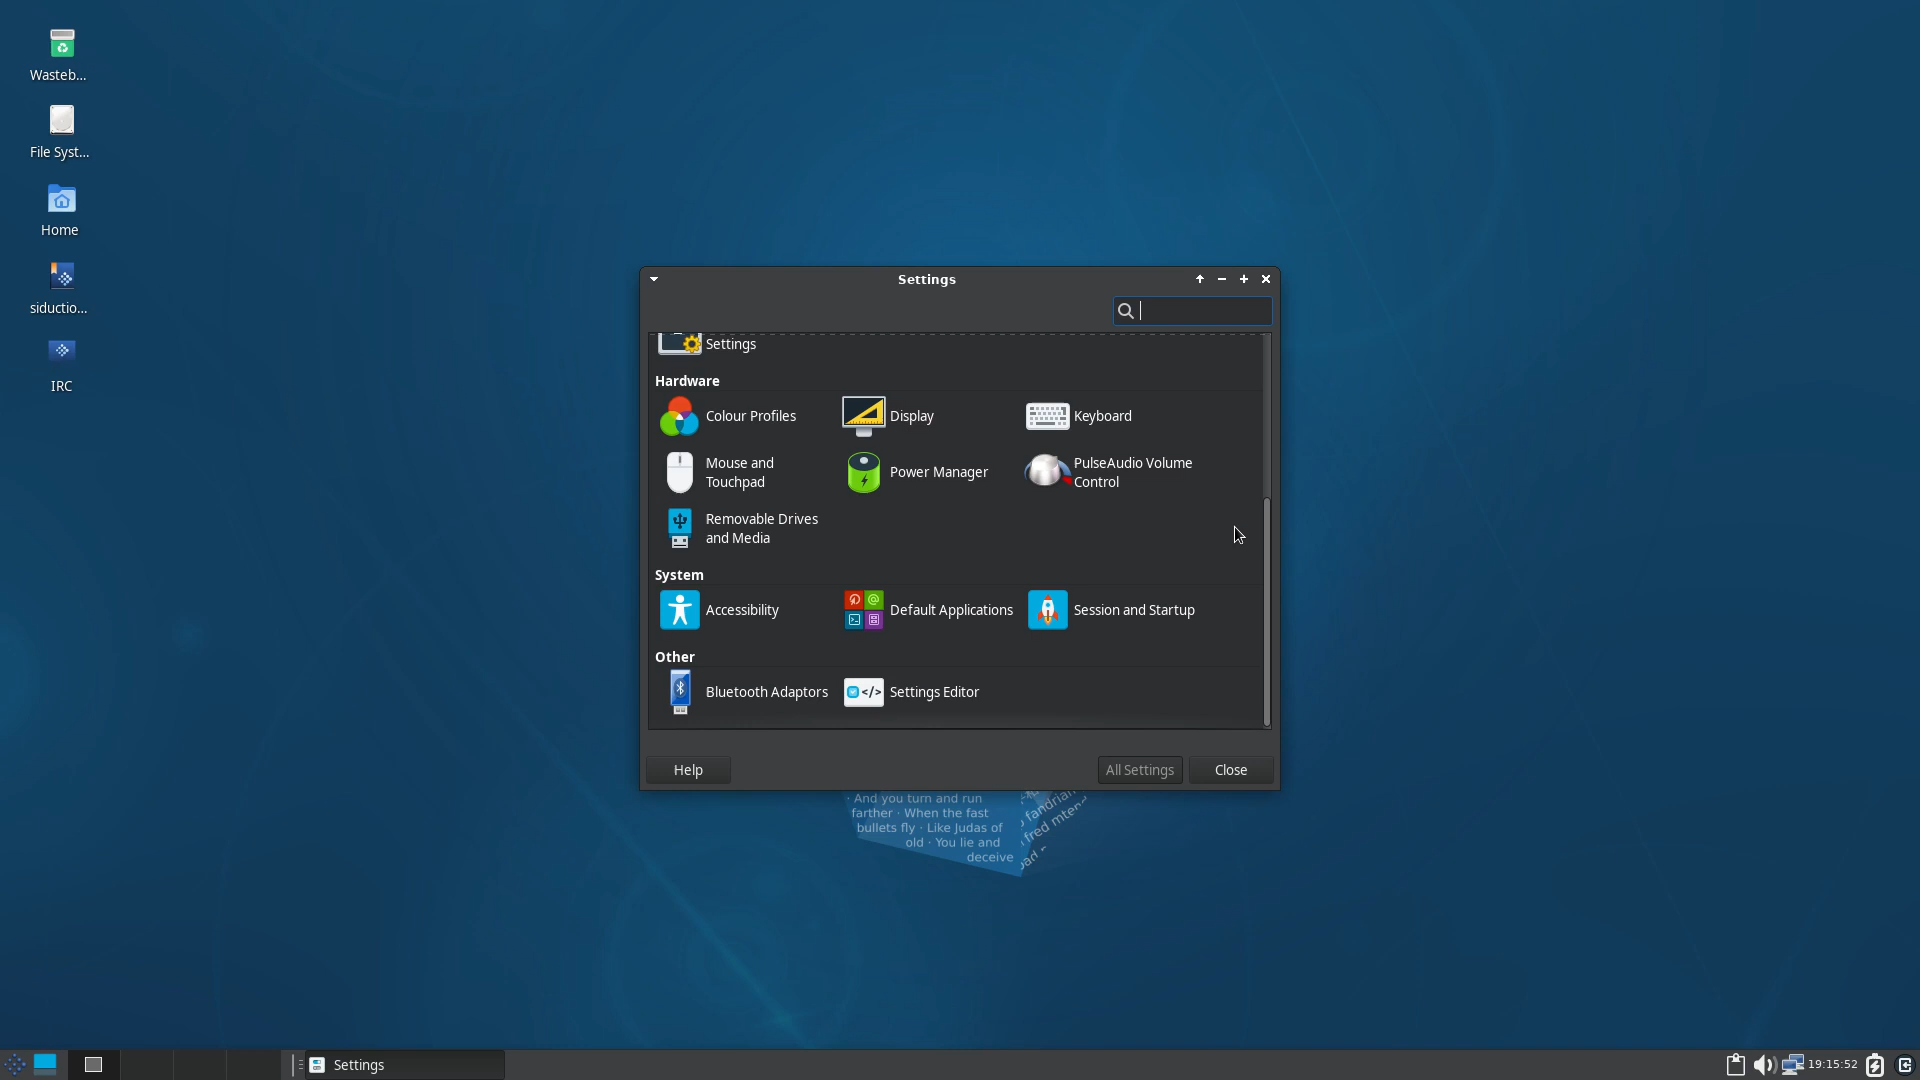 Wasteb...
File Syst...
Home
siductio...
IRC
Settings
Settings
Hardware
Colour Profiles
Display
Keyboard
Mouse and
Touchpad
Power Manager
PulseAudio Volume
Control
Removable Drives
and Media
System
Accessibility
Default Applications
Session and Startup
Other
Bluetooth Adaptors
Settings Editor
Help
All Settings
Close
· And you turn and run
farther · When the fast
bullets fly · Like Judas of
old · You lie and
deceive
Settings
19:15:52